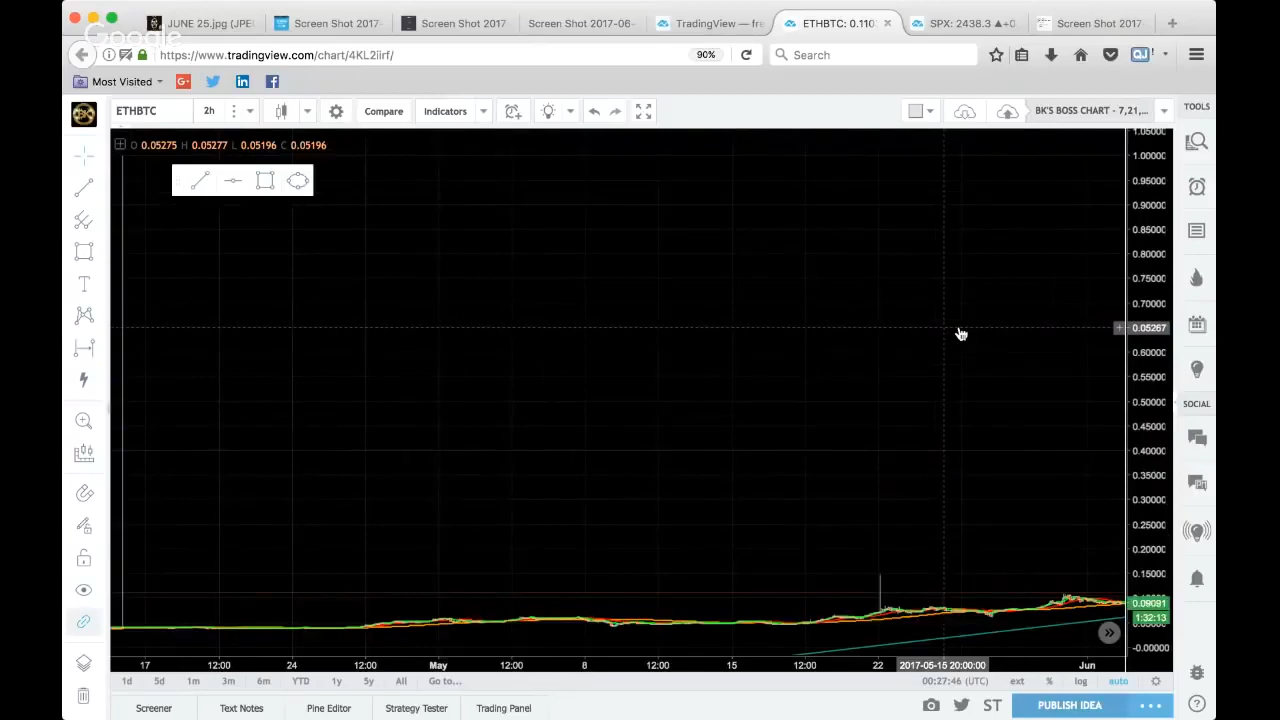 JUNE 25.jpg (JPE
Screen Shot 2017-
Screen Shot 2017
Screen Shot 2017-06-
TradingView — fre
ETHBTC: 0.110
SPX: 2438.3 ▲+0
Screen Shot 2017
Google
https://www.tradingview.com/chart/4KL2iirf/
90%
Search
Most Visited
ETHBTC
2h
Compare
Indicators
BK'S BOSS CHART - 7,21,...
TOOLS
O 0.05275 H 0.05277 L 0.05196 C 0.05196
1.05000
1.00000
0.95000
0.90000
0.85000
0.80000
0.75000
0.70000
0.05267
0.60000
0.55000
0.50000
0.45000
0.40000
0.35000
0.30000
0.25000
0.20000
0.15000
0.09091
1:32:13
-0.00000
SOCIAL
17
12:00
24
12:00
May
12:00
8
12:00
15
12:00
22
2017-05-15 20:00:00
Jun
1d
5d
1m
3m
6m
YTD
1y
5y
All
Go to...
00:27:46 (UTC)
ext
%
log
auto
Screener
Text Notes
Pine Editor
Strategy Tester
Trading Panel
ST
PUBLISH IDEA